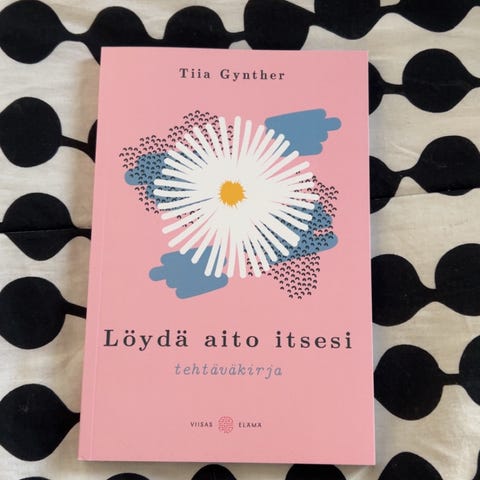 Tiia Gynther
Löydä aito itsesi
tehtäväkirja
VIISAS ELÄMÄ